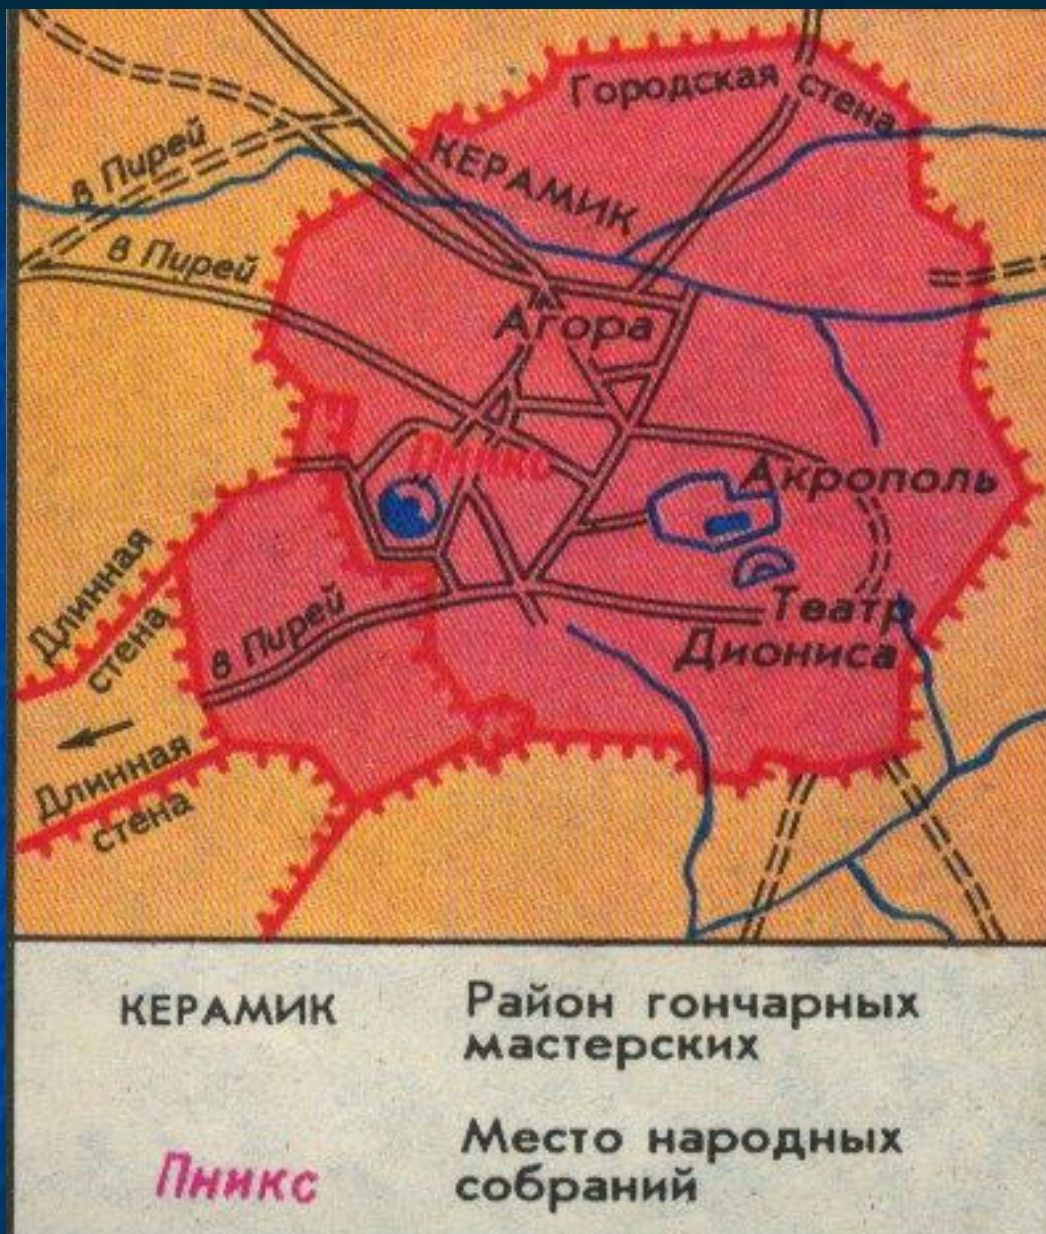 Городская стена
КЕРАМИК
в Пирей
в Пирей
Агора
Пникс
Акрополь
Длинная
стена
в Пирей
Театр
Диониса
Длинная
стена
КЕРАМИК
Район гончарных
мастерских
Пникс
Место народных
собраний